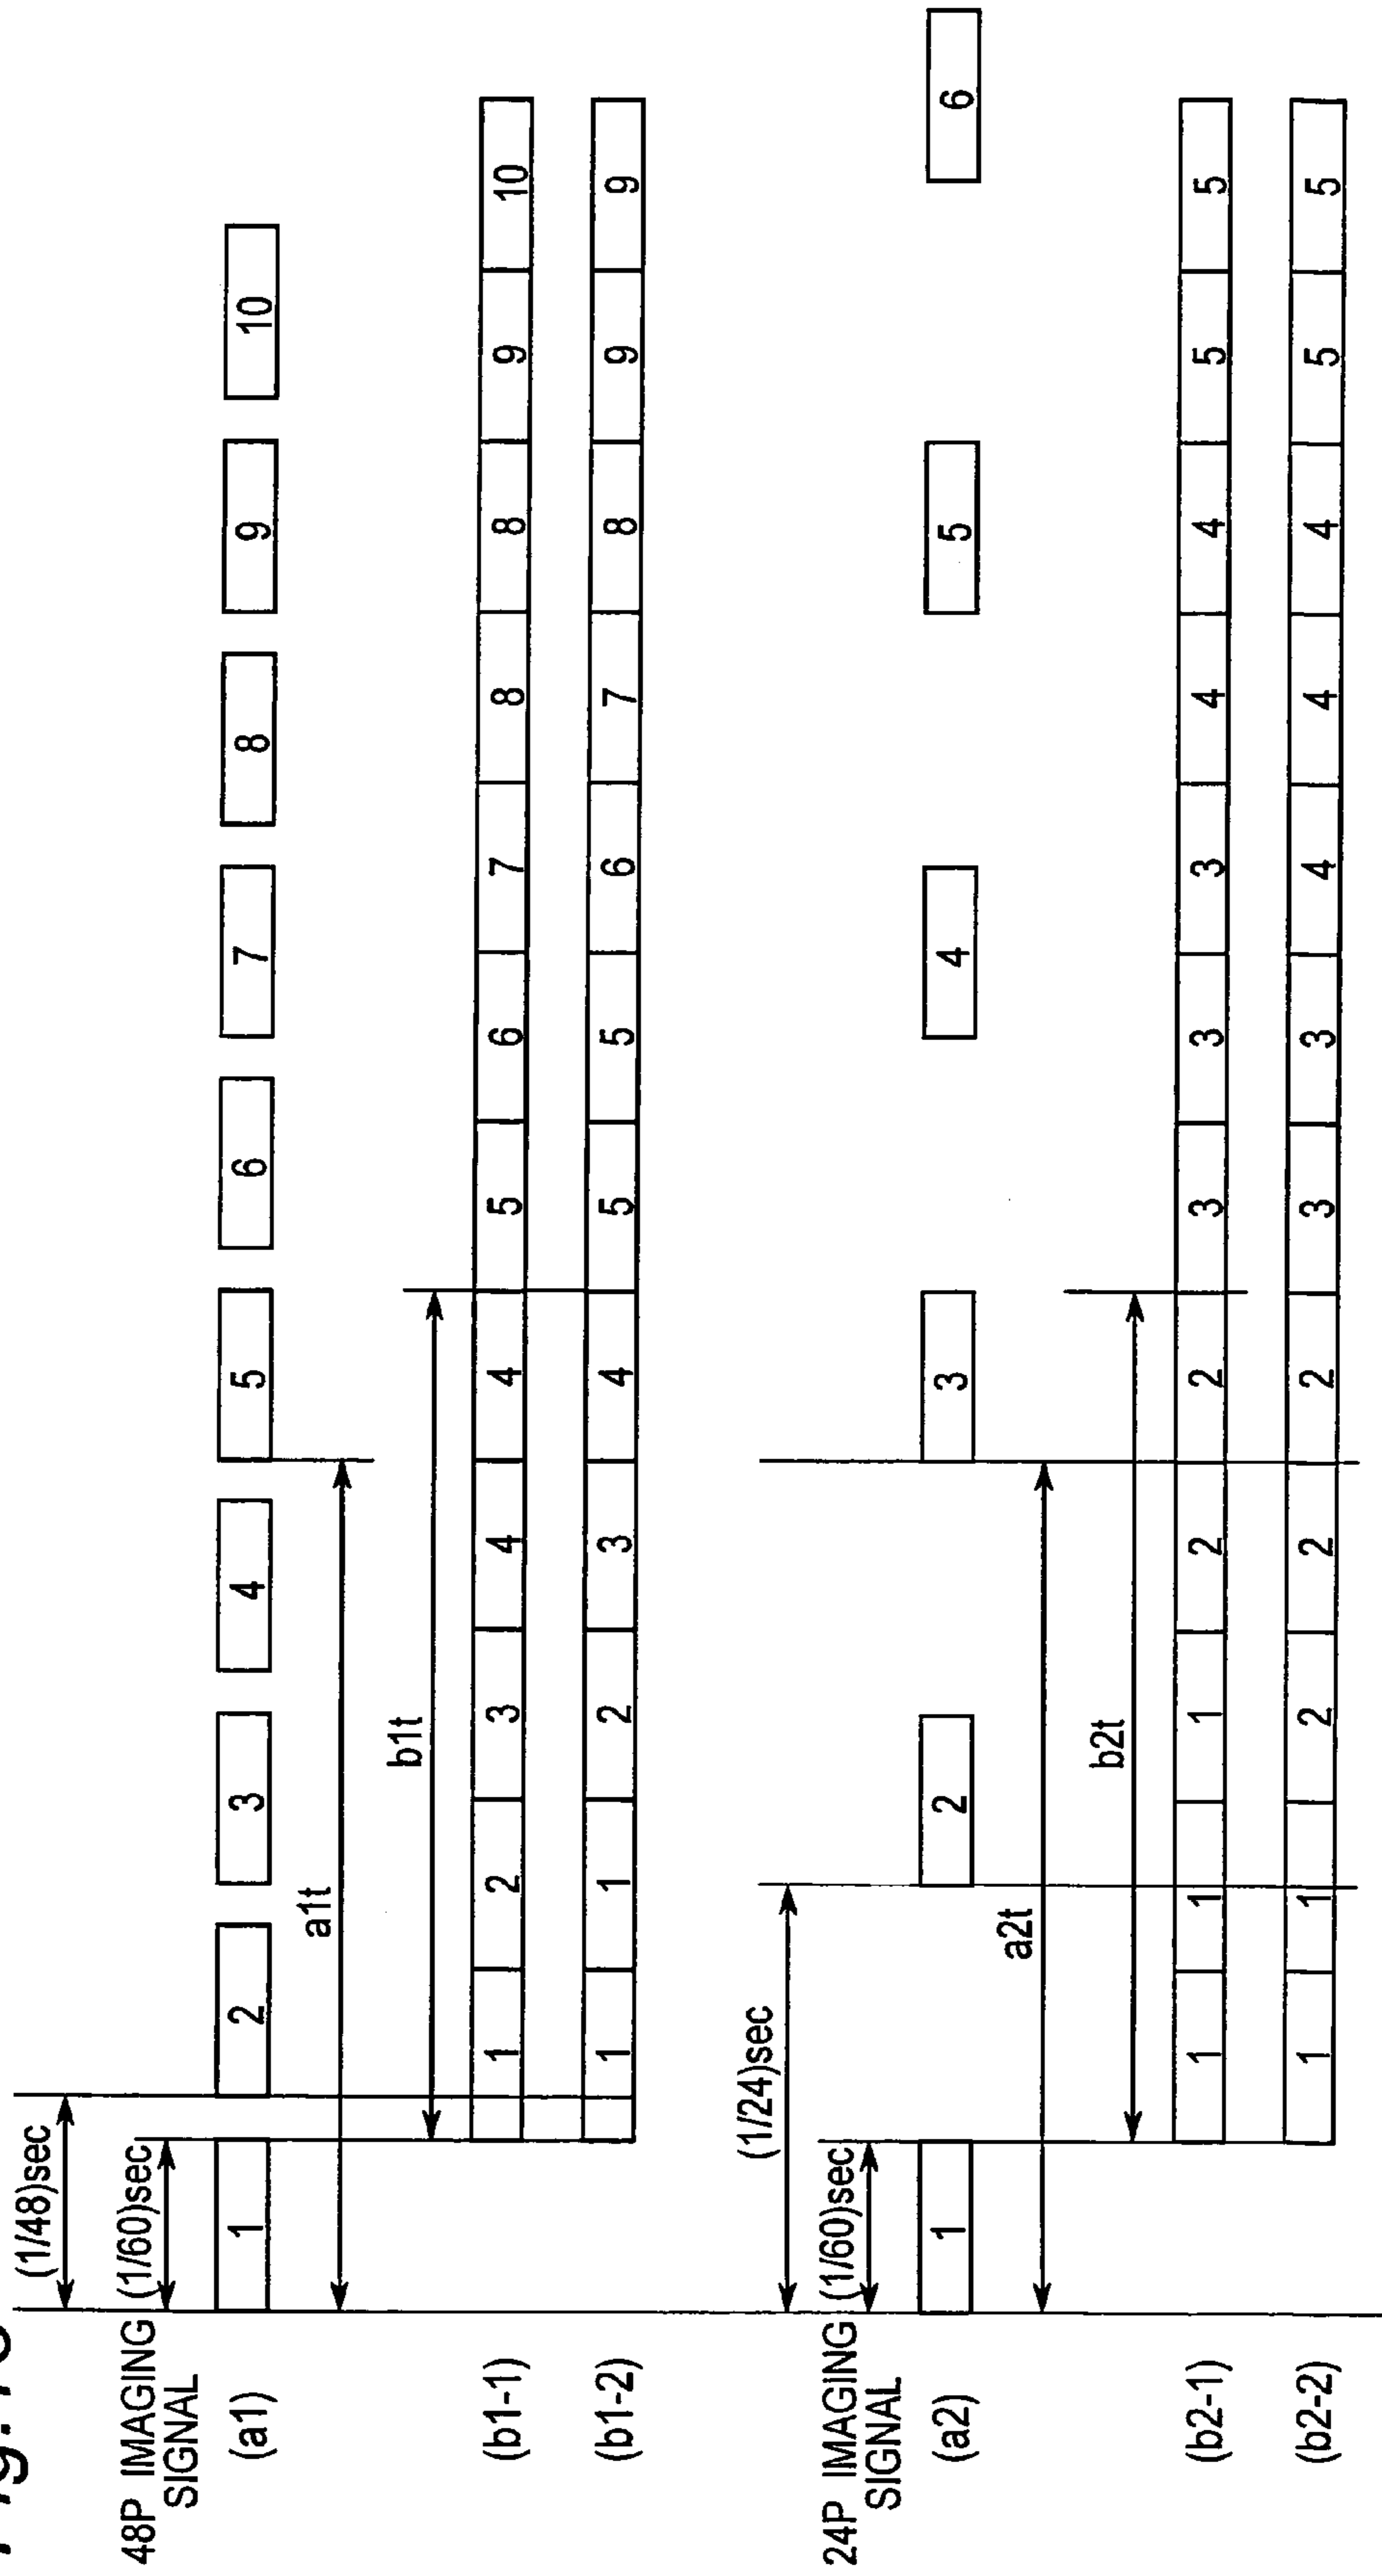 (1/48)sec
48P IMAGING SIGNAL
(1/60)sec
(a1) 1 2 3 4 5 6 7 8 9 10
a1t
b1t
(b1-1) 1 2 3 4 4 5 6 7 8 8 9 10
(b1-2) 1 1 2 3 4 5 5 6 7 8 9 9
(1/24)sec
24P IMAGING SIGNAL
(1/60)sec
(a2) 1 2 3 4 5 6
a2t
b2t
(b2-1) 1 1 1 2 2 3 3 3 4 4 5 5
(b2-2) 1 1 2 2 2 3 3 4 4 4 5 5